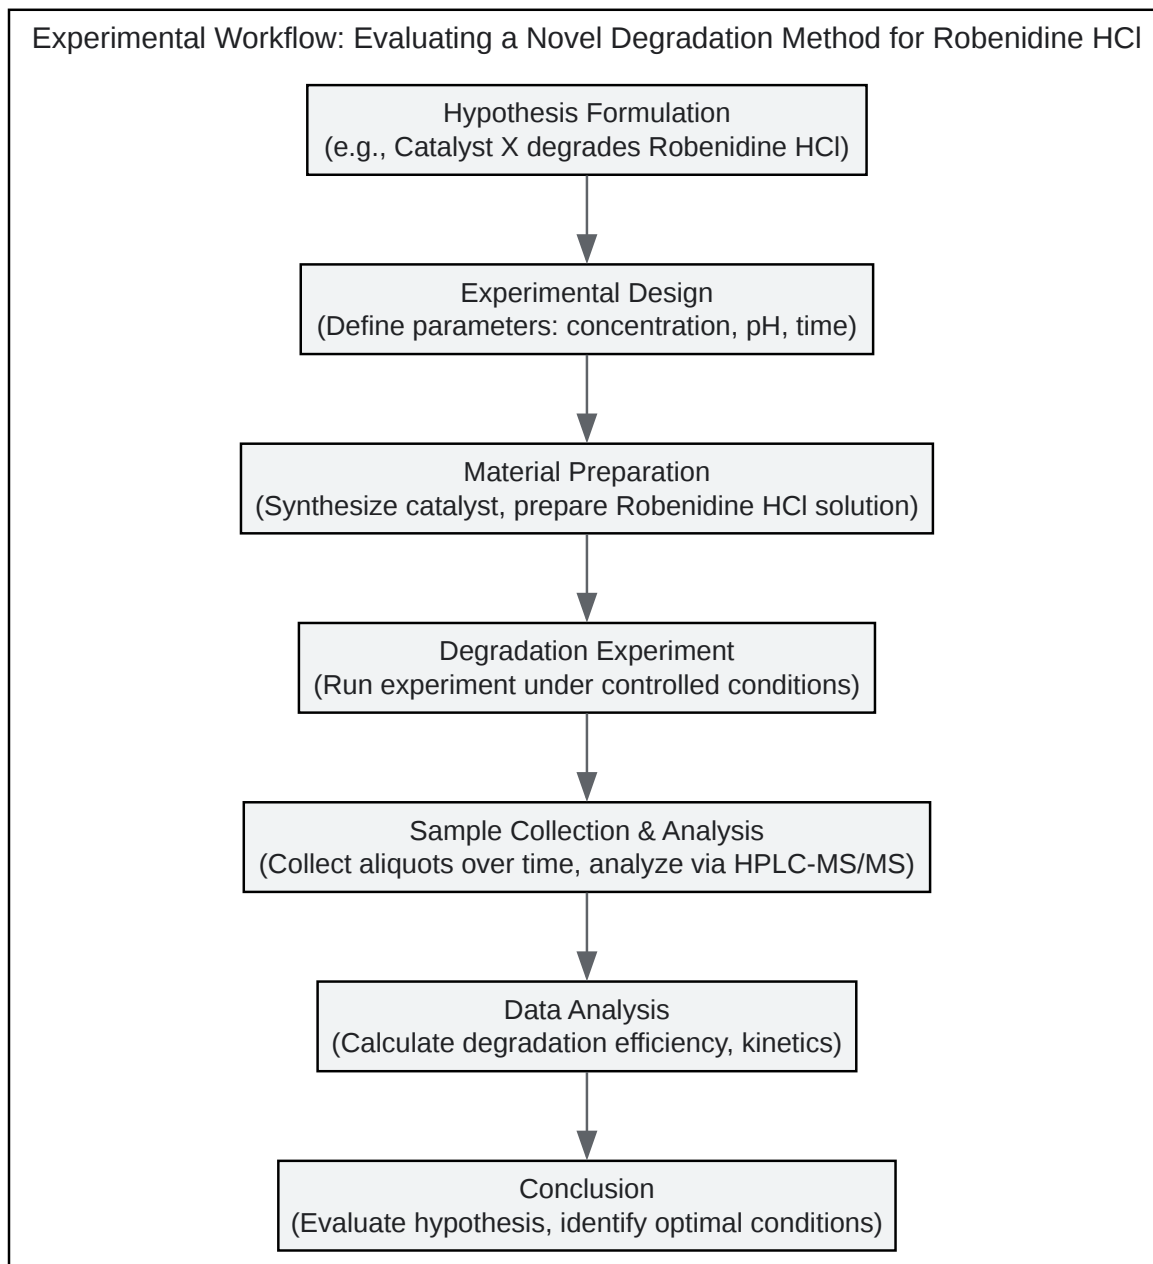 Experimental Workflow: Evaluating a Novel Degradation Method for Robenidine HCl
Hypothesis Formulation
(e.g., Catalyst X degrades Robenidine HCl)
Experimental Design
(Define parameters: concentration, pH, time)
Material Preparation
(Synthesize catalyst, prepare Robenidine HCl solution)
Degradation Experiment
(Run experiment under controlled conditions)
Sample Collection & Analysis
(Collect aliquots over time, analyze via HPLC-MS/MS)
Data Analysis
(Calculate degradation efficiency, kinetics)
Conclusion
(Evaluate hypothesis, identify optimal conditions)